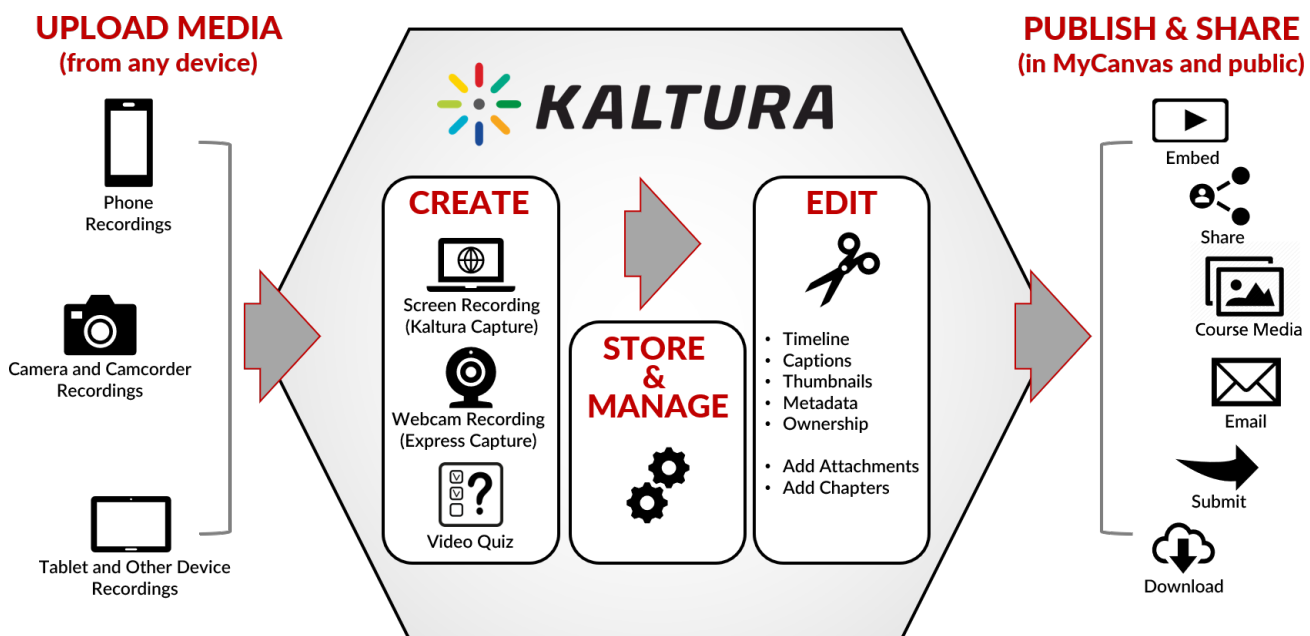 UPLOAD MEDIA
(from any device)
Phone
Recordings
Camera and Camcorder
Recordings
Tablet and Other Device
Recordings
KALTURA
CREATE
Screen Recording
(Kaltura Capture)
Webcam Recording
(Express Capture)
V
V
?
Video Quiz
STORE
&
MANAGE
EDIT
• Timeline
• Captions
• Thumbnails
• Metadata
• Ownership
• Add Attachments
• Add Chapters
PUBLISH & SHARE
(in MyCanvas and public)
Embed
Share
Course Media
Email
Submit
Download